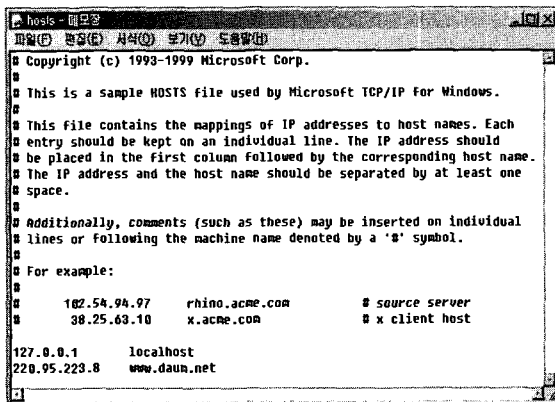 hosts - 메모장
파일(F) 편집(E) 서식(O) 보기(V) 도움말(H)
# Copyright (c) 1993-1999 Microsoft Corp.
#
# This is a sample HOSTS file used by Microsoft TCP/IP for Windows.
#
# This file contains the mappings of IP addresses to host names. Each
# entry should be kept on an individual line. The IP address should
# be placed in the first column followed by the corresponding host name.
# The IP address and the host name should be separated by at least one
# space.
#
# Additionally, comments (such as these) may be inserted on individual
# lines or following the machine name denoted by a '#' symbol.
#
# For example:
#
# 102.54.94.97 rhino.acme.com # source server
# 38.25.63.10 x.acme.com # x client host
127.0.0.1 localhost
220.95.223.8 www.daum.net